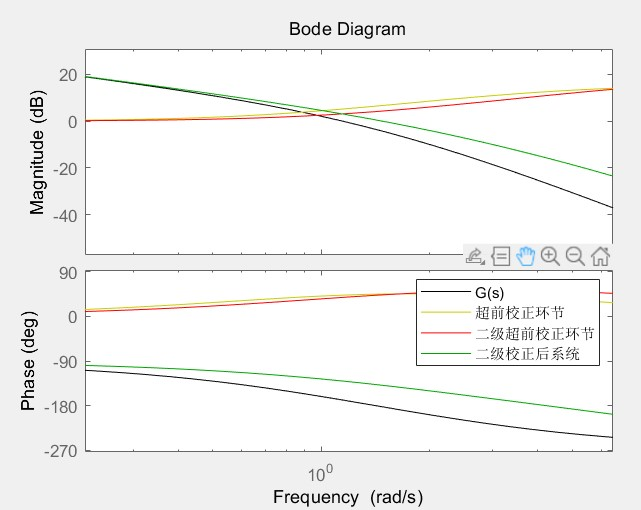 Bode Diagram
Magnitude (dB)
20
0
-20
-40
Phase (deg)
90
0
-90
-180
-270
G(s)
超前校正环节
二级超前校正环节
二级校正后系统
10^0
Frequency (rad/s)